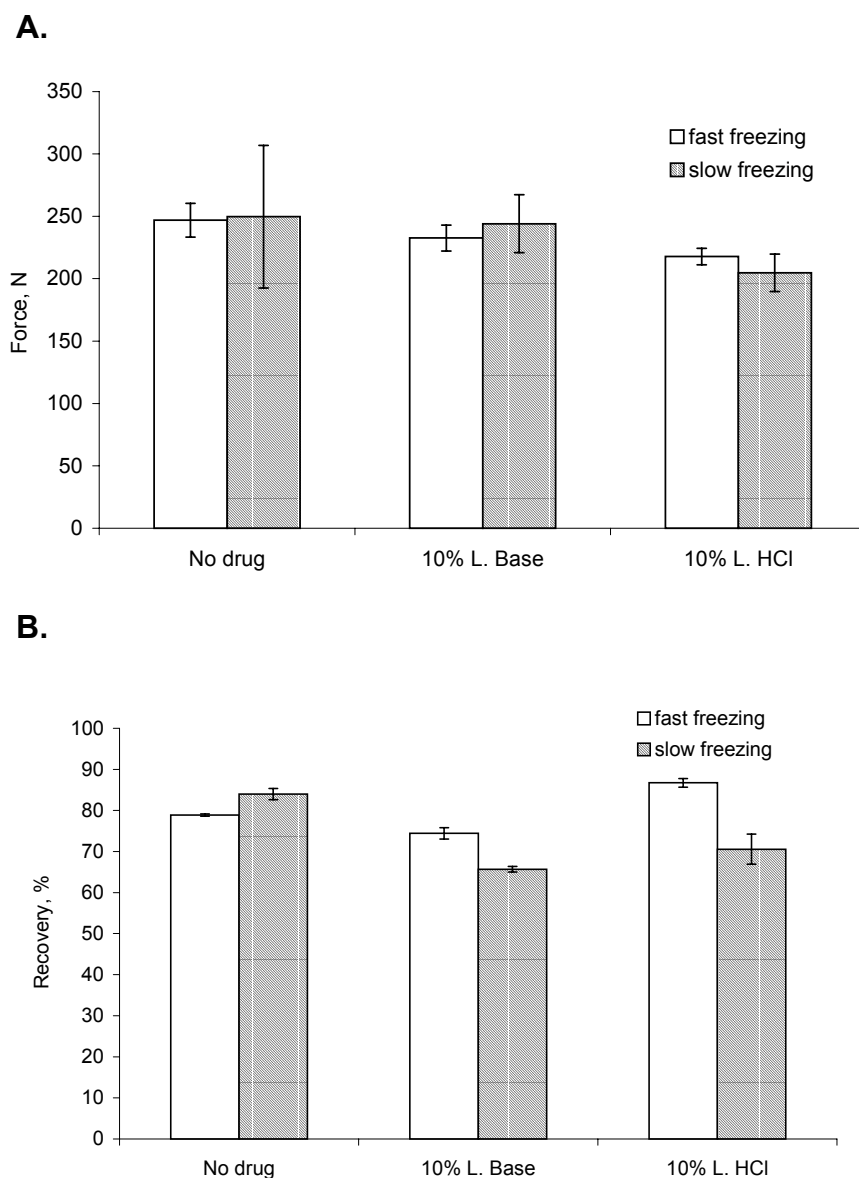 A.
350
300
250
200
150
100
50
0
Force, N
fast freezing
slow freezing
No drug 10% L. Base 10% L. HCl
B.
100
90
80
70
60
50
40
30
20
10
0
Recovery, %
fast freezing
slow freezing
No drug 10% L. Base 10% L. HCl